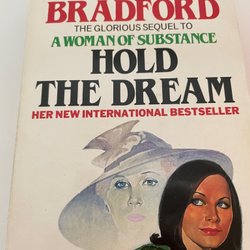 BRADFORD
THE GLORIOUS SEQUEL TO
A WOMAN OF SUBSTANCE
HOLD
THE DREAM
HER NEW INTERNATIONAL BESTSELLER